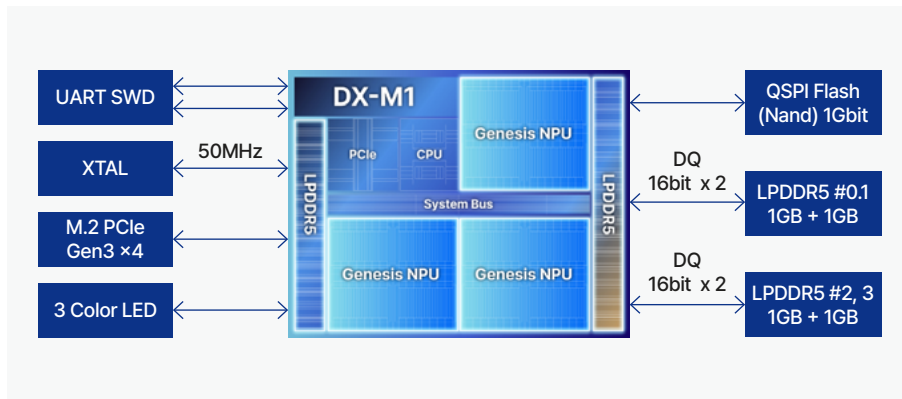 UART SWD
XTAL
50MHz
M.2 PCIe
Gen3 ×4
3 Color LED
DX-M1
PCIe
CPU
Genesis NPU
LPDDR5
System Bus
LPDDR5
Genesis NPU
Genesis NPU
QSPI Flash
(Nand) 1Gbit
DQ
16bit x 2
LPDDR5 #0.1
1GB + 1GB
DQ
16bit x 2
LPDDR5 #2, 3
1GB + 1GB